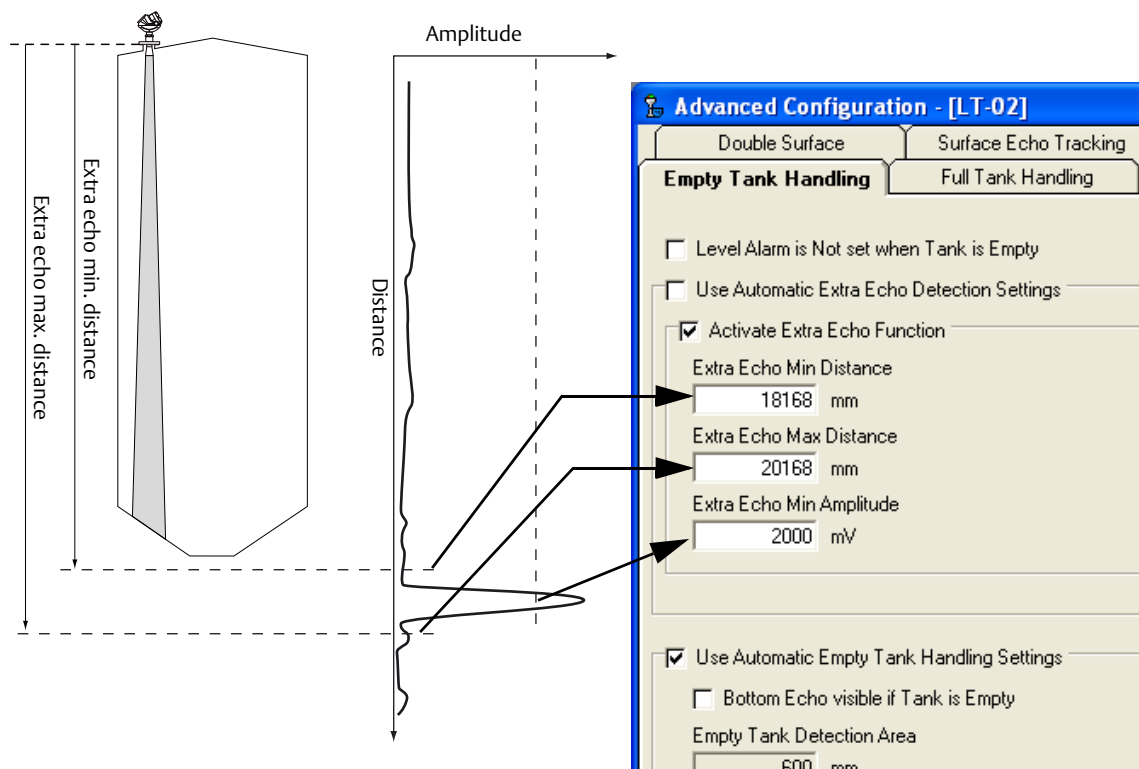 Amplitude
Extra echo min. distance
Extra echo max. distance
Distance
Advanced Configuration - [LT-02]
Double Surface
Surface Echo Tracking
Empty Tank Handling
Full Tank Handling
Level Alarm is Not set when Tank is Empty
Use Automatic Extra Echo Detection Settings
Activate Extra Echo Function
Extra Echo Min Distance
18168 mm
Extra Echo Max Distance
20168 mm
Extra Echo Min Amplitude
2000 mV
Use Automatic Empty Tank Handling Settings
Bottom Echo visible if Tank is Empty
Empty Tank Detection Area
600 mm